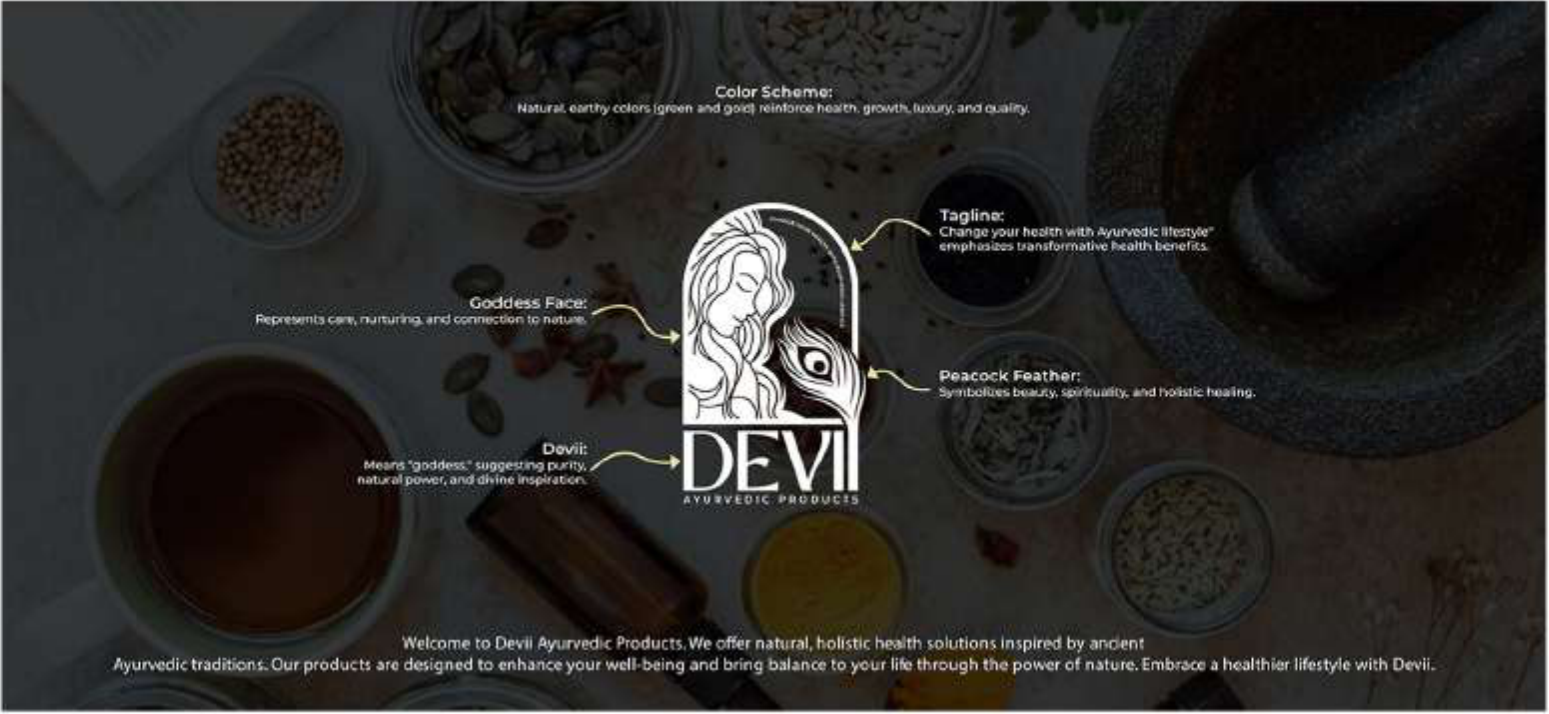 Color Scheme:
Natural, earthy colors (green and gold) reinforce health, growth, luxury, and quality.
Tagline:
Change your health with Ayurvedic lifestyle"
emphasizes transformative health benefits.
Goddess Face:
Represents care, nurturing, and connection to nature.
Peacock Feather:
Symbolizes beauty, spirituality, and holistic healing.
Devii:
Means "goddess," suggesting purity,
natural power, and divine inspiration.
DEVII
AYURVEDIC PRODUCTS
Welcome to Devii Ayurvedic Products. We offer natural, holistic health solutions inspired by ancient
Ayurvedic traditions. Our products are designed to enhance your well-being and bring balance to your life through the power of nature. Embrace a healthier lifestyle with Devii.